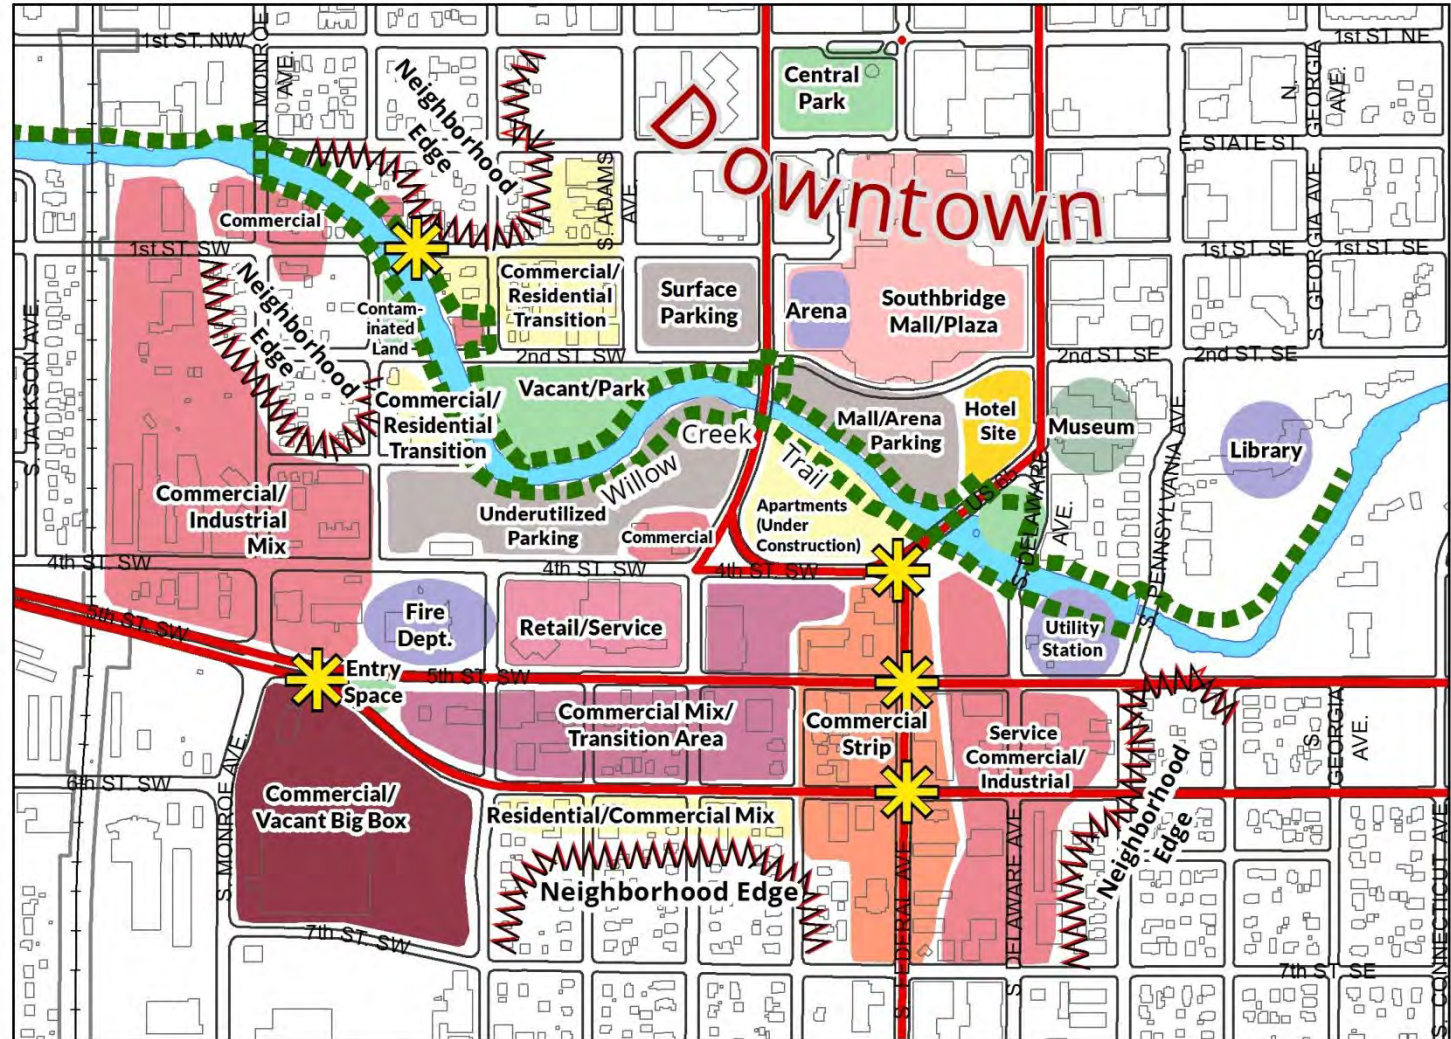 1st ST. NW
N. MONROE
AVE.
Neighborhood
Edge
Central
Park
Downtown
N.
GEORGIA
AVE.
1st ST. NE
E. STATE ST.
Commercial
1st ST. SW
S. ADAMS
AVE.
1st ST. SE
1st ST. SE
S. GEORGIA AVE.
Neighborhood
Edge
Contam-
inated
Land
Commercial/
Residential
Transition
Surface
Parking
Arena
Southbridge
Mall/Plaza
2nd ST. SW
2nd ST. SE
2nd ST. SE
S. JACKSON AVE.
Commercial/
Residential
Transition
Vacant/Park
Creek
Willow
Trail
Mall/Arena
Parking
Hotel
Site
Museum
Library
S. PENNSYLVANIA AVE.
US 65
S. DELAWARE
AVE.
Commercial/
Industrial
Mix
Underutilized
Parking
Commercial
Apartments
(Under
Construction)
4th ST. SW
4th ST. SW
4th ST. SW
5th ST. SW
Fire
Dept.
Retail/Service
Utility
Station
Entry
Space
5th ST. SW
Commercial Mix/
Transition Area
Commercial
Strip
Service
Commercial/
Industrial
Neighborhood
Edge
S.
GEORGIA
AVE.
6th ST. SW
S. MONROE AVE.
Commercial/
Vacant Big Box
Residential/Commercial Mix
Neighborhood Edge
S. FEDERAL AVE
S. DELAWARE AVE.
S. CONNECTICUT AVE.
7th ST. SW
7th ST. SE